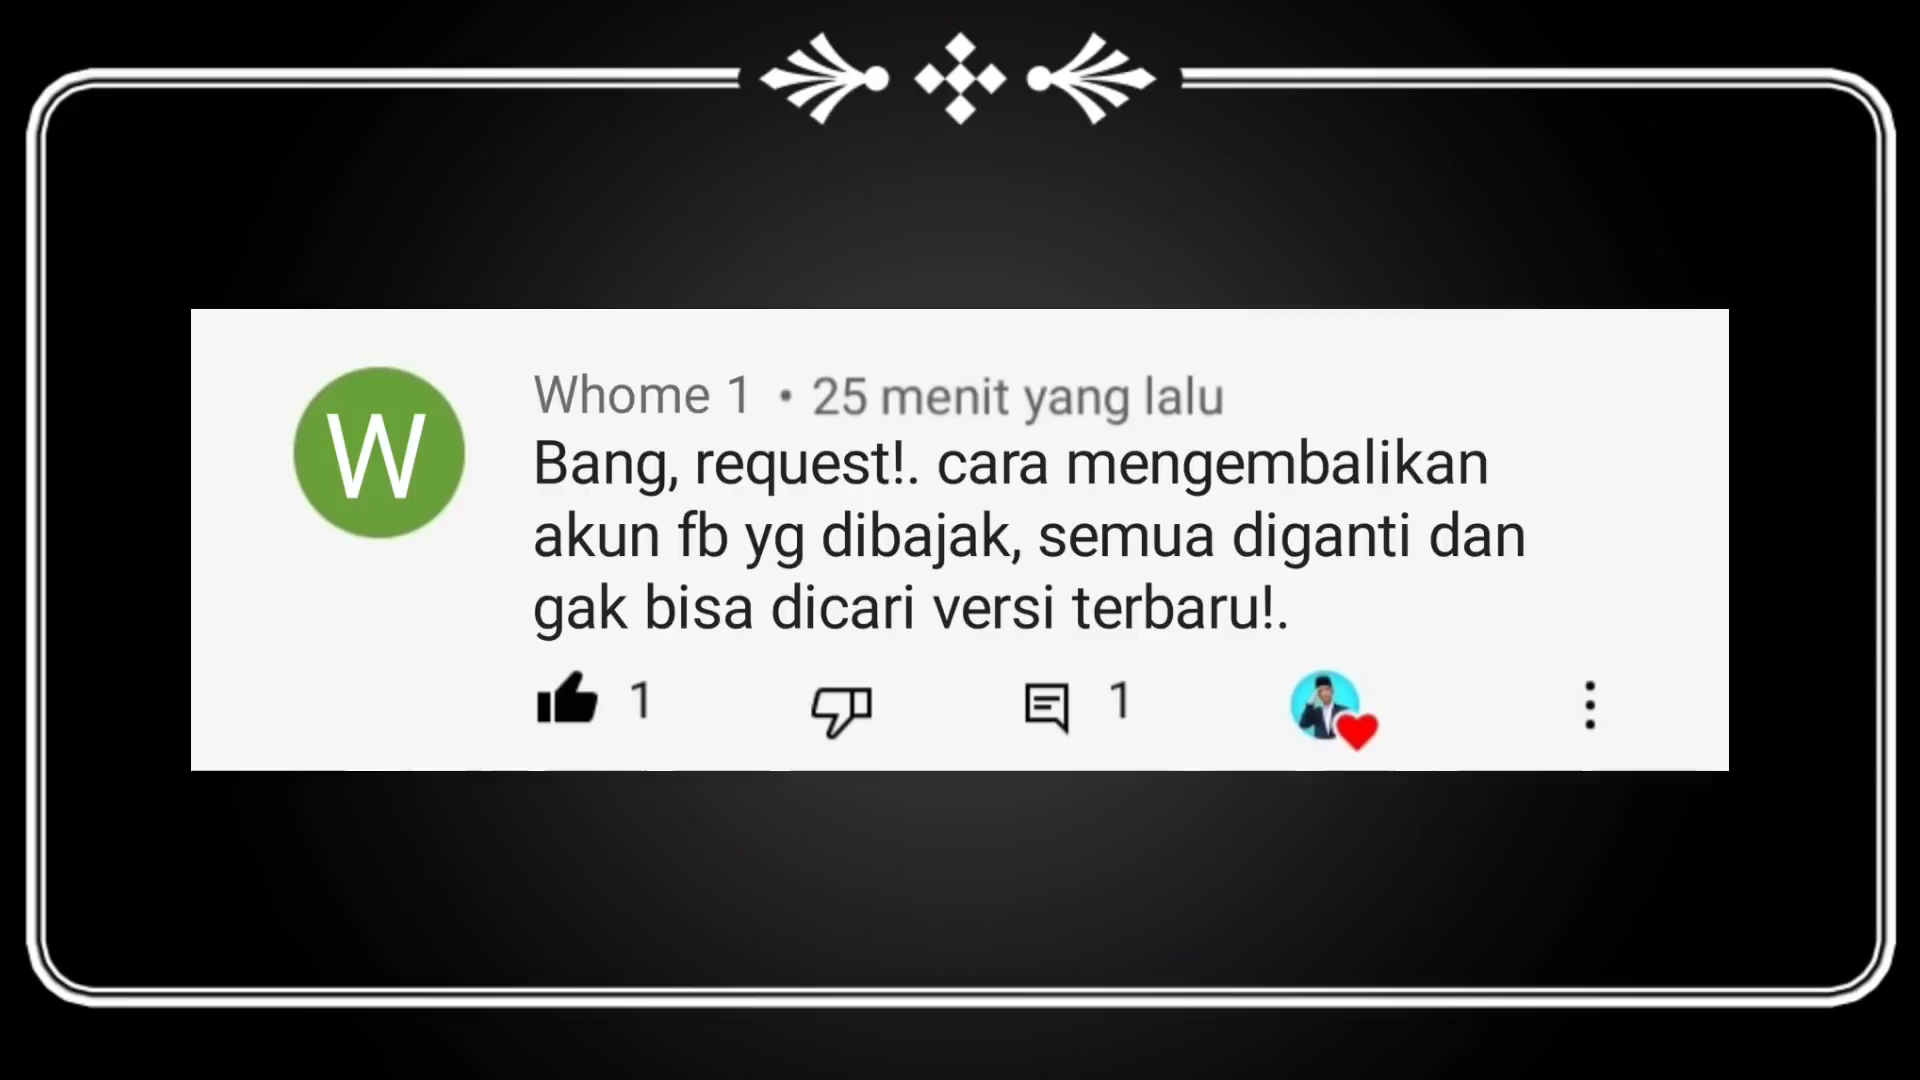 W
Whome 1 • 25 menit yang lalu
Bang, request!. cara mengembalikan
akun fb yg dibajak, semua diganti dan
gak bisa dicari versi terbaru!.
1 1